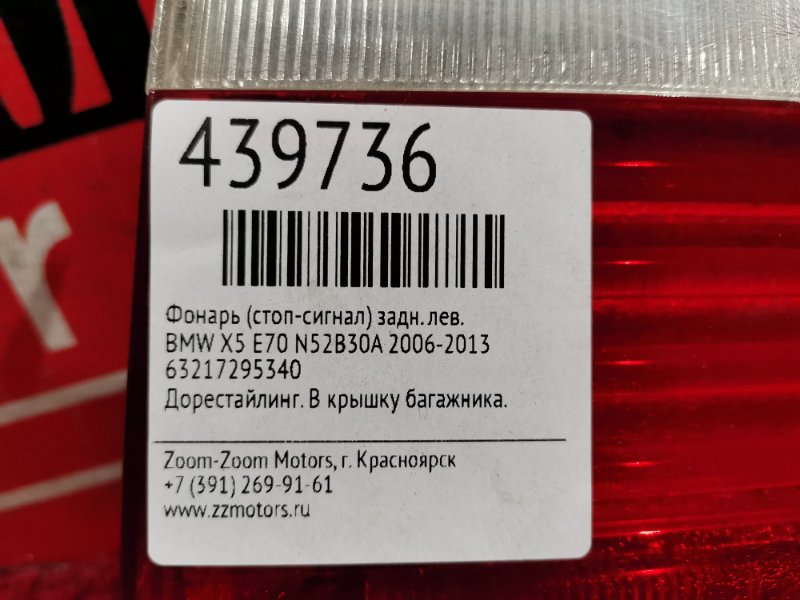 439736
Фонарь (стоп-сигнал) задн. лев.
BMW X5 E70 N52B30A 2006-2013
63217295340
Дорестайлинг. В крышку багажника.
Zoom-Zoom Motors, г. Красноярск
+7 (391) 269-91-61
www.zzmotors.ru